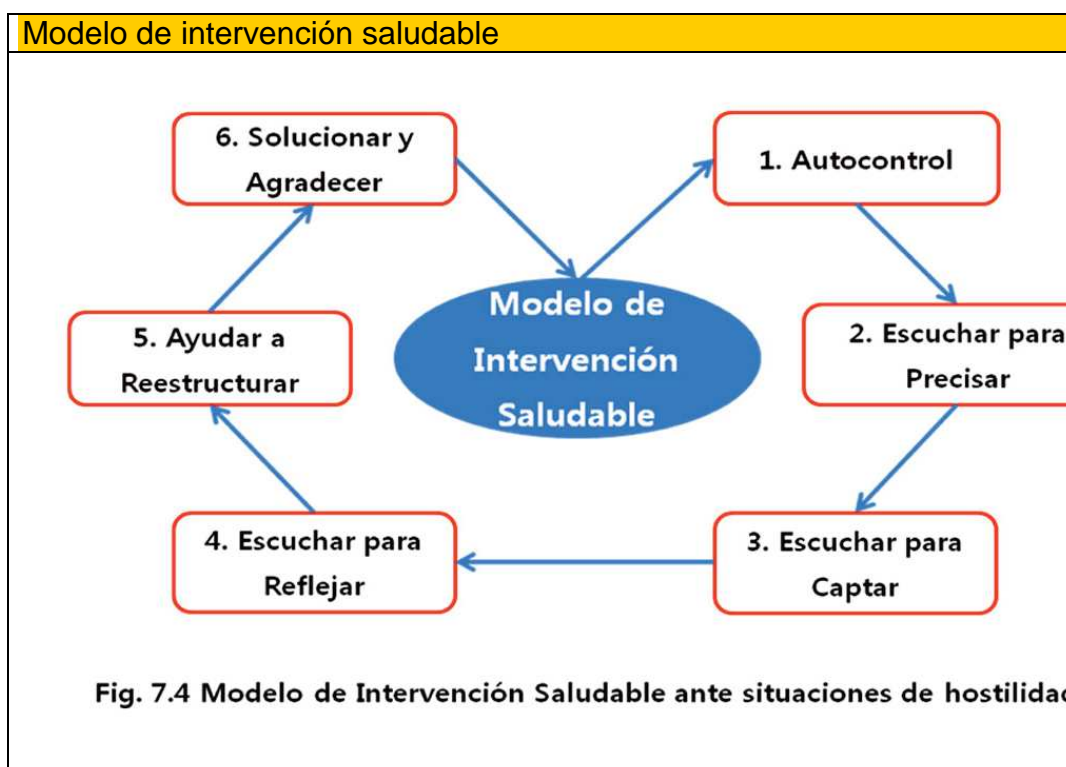 Modelo de intervención saludable
6. Solucionar y
Agradecer
1. Autocontrol
Modelo de
Intervención
Saludable
5. Ayudar a
Reestructurar
2. Escuchar para
Precisar
4. Escuchar para
Reflejar
3. Escuchar para
Captar
Fig. 7.4 Modelo de Intervención Saludable ante situaciones de hostilidad